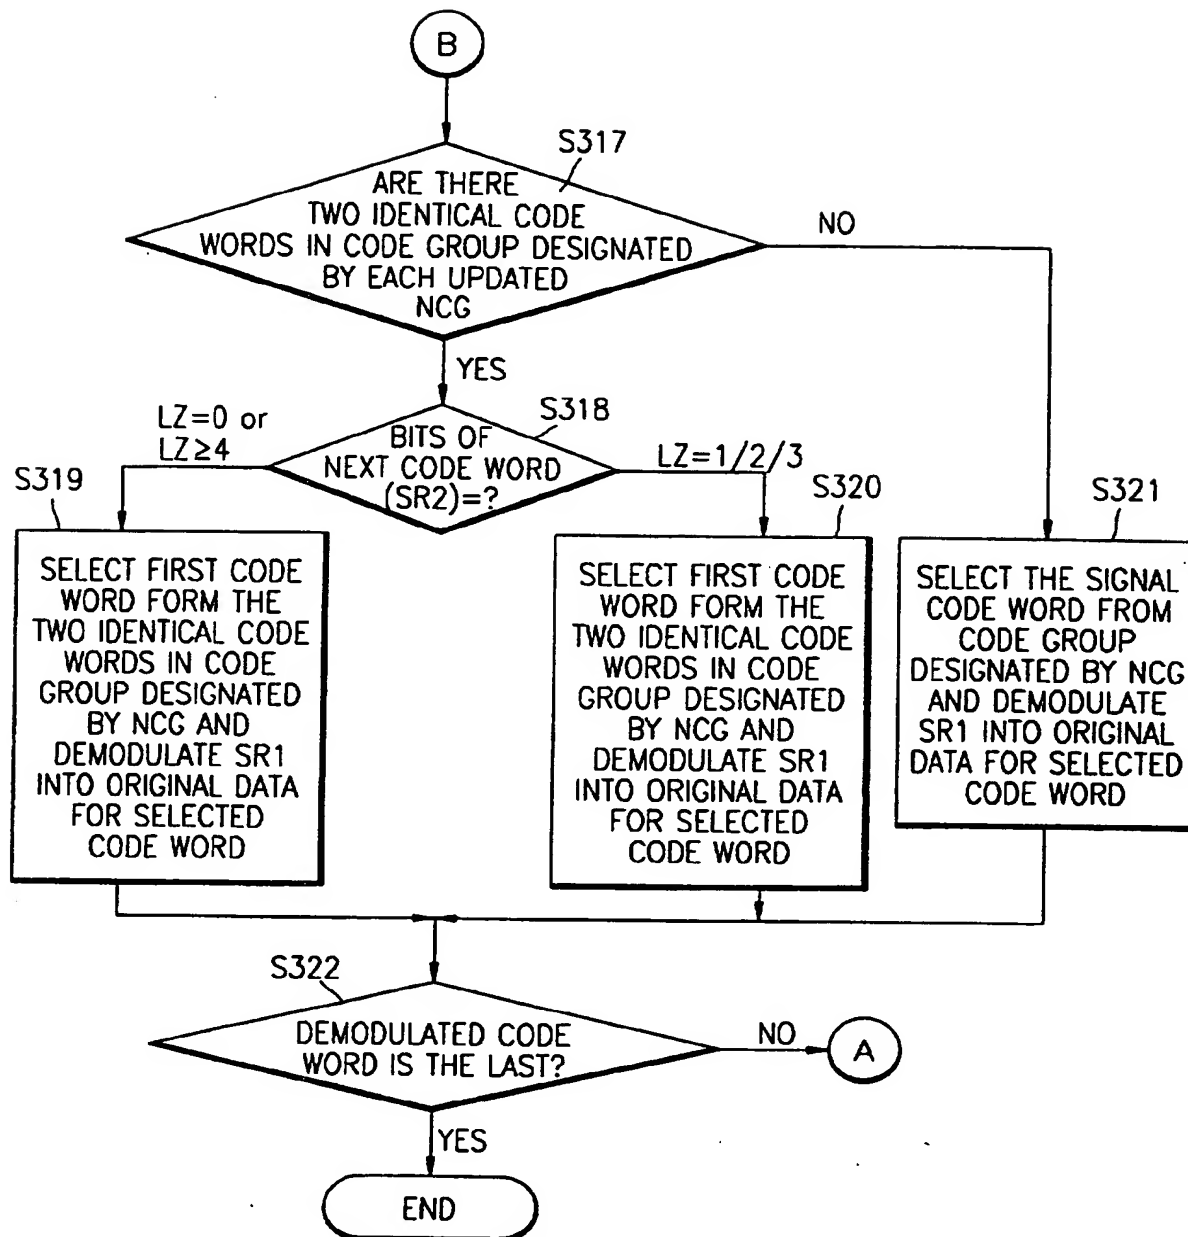 B
S317
ARE THERE
TWO IDENTICAL CODE
WORDS IN CODE GROUP DESIGNATED
BY EACH UPDATED
NCG
NO
YES
S318
LZ=0 or
LZ≥4
BITS OF
NEXT CODE WORD
(SR2)=?
LZ=1/2/3
S319
SELECT FIRST CODE
WORD FORM THE
TWO IDENTICAL CODE
WORDS IN CODE
GROUP DESIGNATED
BY NCG AND
DEMODULATE SR1
INTO ORIGINAL DATA
FOR SELECTED
CODE WORD
S320
SELECT FIRST CODE
WORD FORM THE
TWO IDENTICAL CODE
WORDS IN CODE
GROUP DESIGNATED
BY NCG AND
DEMODULATE SR1
INTO ORIGINAL DATA
FOR SELECTED
CODE WORD
S321
SELECT THE SIGNAL
CODE WORD FROM
CODE GROUP
DESIGNATED BY NCG
AND DEMODULATE
SR1 INTO ORIGINAL
DATA FOR SELECTED
CODE WORD
S322
DEMODULATED CODE
WORD IS THE LAST?
NO
A
YES
END